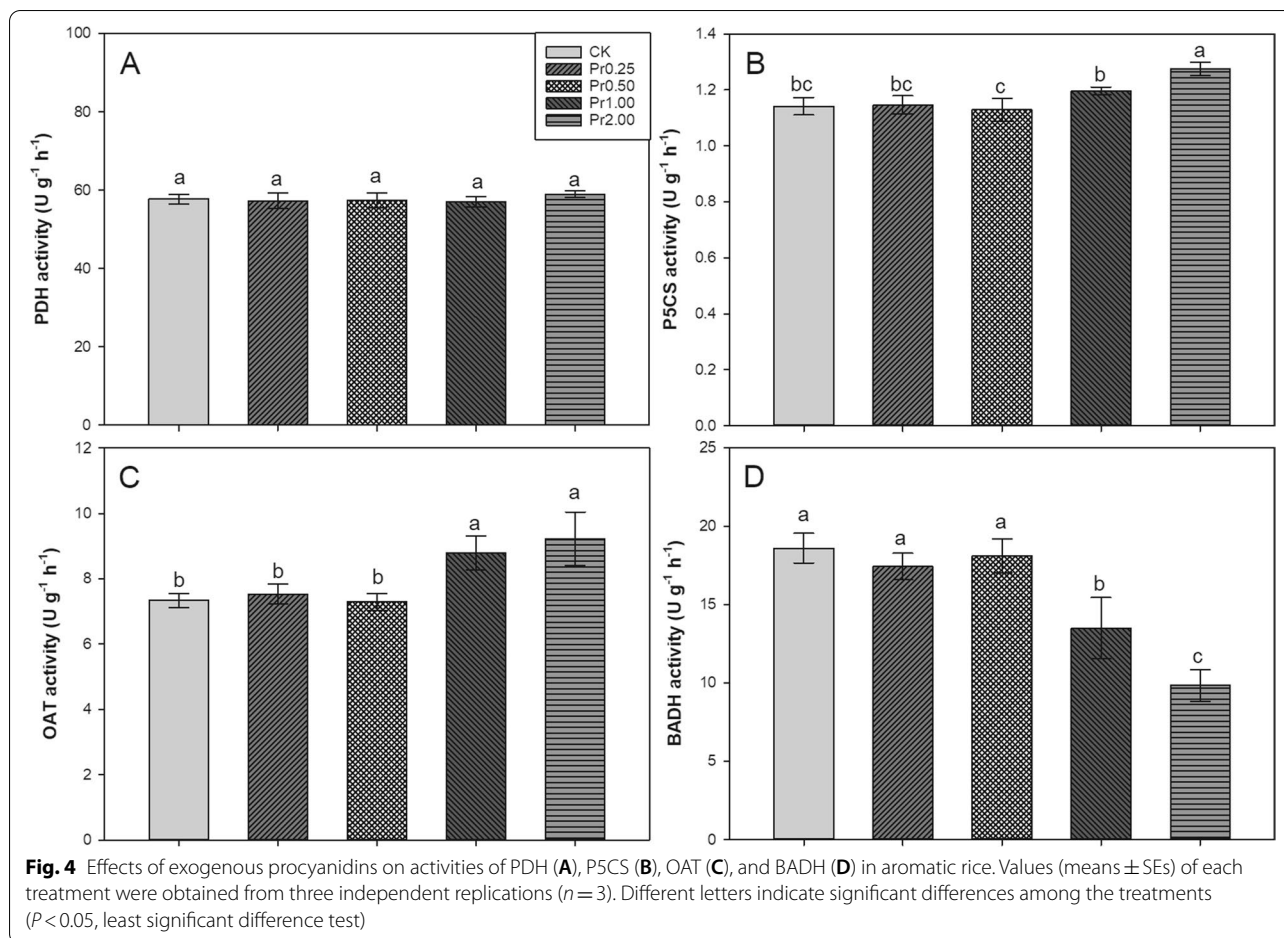 A
CK
Pr0.25
Pr0.50
Pr1.00
Pr2.00
100
80
60
40
20
0
PDH activity (U g⁻¹ h⁻¹)
a a a a a
B
1.4
1.2
1.0
0.8
0.6
0.4
0.2
0.0
P5CS activity (U g⁻¹ h⁻¹)
bc bc c b a
C
12
10
8
6
4
2
0
OAT activity (U g⁻¹ h⁻¹)
b b b a a
D
25
20
15
10
5
0
BADH activity (U g⁻¹ h⁻¹)
a a a b c
Fig. 4 Effects of exogenous procyanidins on activities of PDH (A), P5CS (B), OAT (C), and BADH (D) in aromatic rice. Values (means ± SEs) of each
treatment were obtained from three independent replications (n = 3). Different letters indicate significant differences among the treatments
(P < 0.05, least significant difference test)